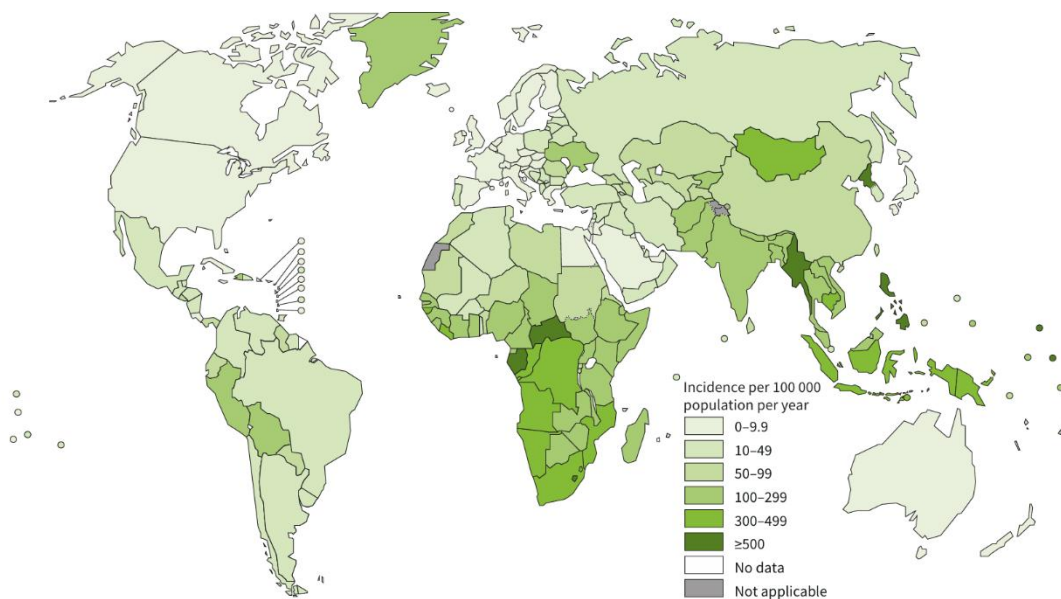 Incidence per 100 000
population per year
0–9.9
10–49
50–99
100–299
300–499
≥500
No data
Not applicable